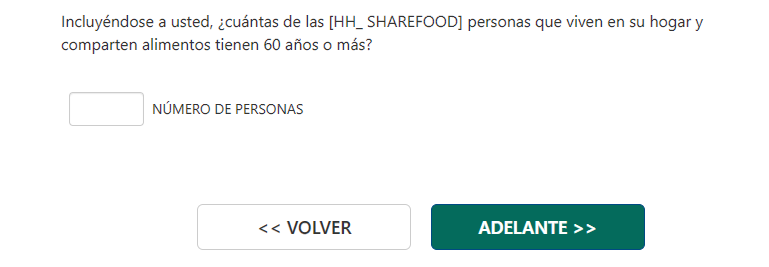 Incluyéndose a usted, ¿cuántas de las [HH_ SHAREFOOD] personas que viven en su hogar y
comparten alimentos tienen 60 años o más?
NÚMERO DE PERSONAS
<< VOLVER
ADELANTE >>